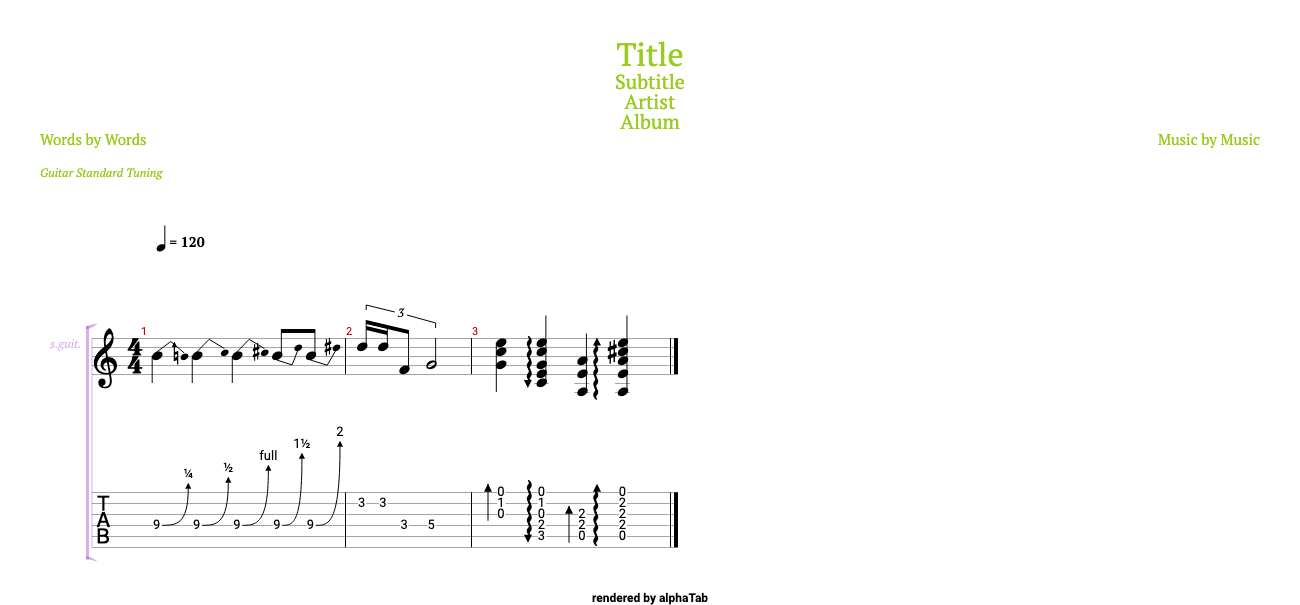 Title
Subtitle
Artist
Album
Words by Words
Music by Music
Guitar Standard Tuning
= 120
s.guit.
4
4
1
2
3
3
¼
½
full
1½
2
T
A
B
9 9 9 9 9
3 3 3 5
0 0 0
1 1 2
0 0 2 2
2 2 2
3 0 0
rendered by alphaTab